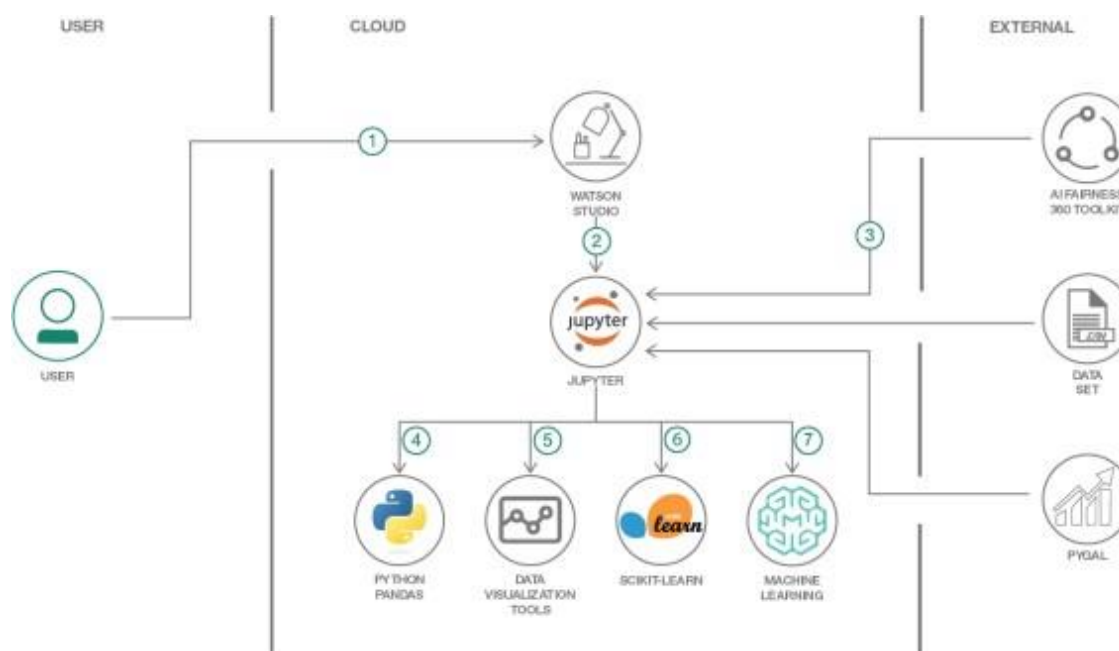 USER
CLOUD
EXTERNAL
1
WATSON
STUDIO
AI FAIRNESS
360 TOOLKIT
2
3
jupyter
JUPYTER
USER
.CSV
DATA
SET
4
5
6
7
learn
PYTHON
PANDAS
DATA
VISUALIZATION
TOOLS
SCIKIT-LEARN
MACHINE
LEARNING
PYGAL